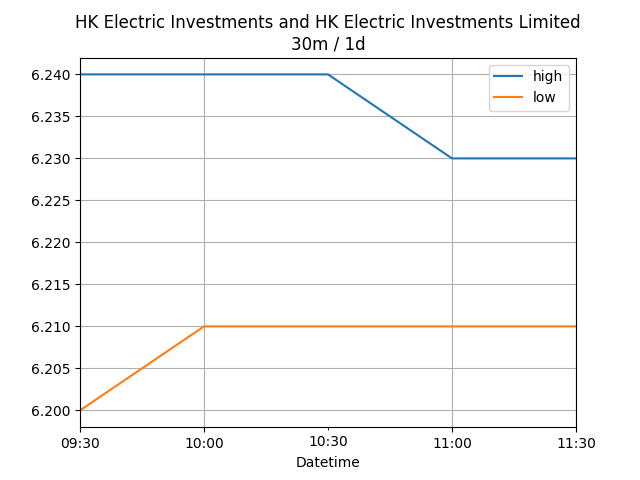 HK Electric Investments and HK Electric Investments Limited
30m / 1d
high
low
6.240
6.235
6.230
6.225
6.220
6.215
6.210
6.205
6.200
09:30 10:00 10:30 11:00 11:30
Datetime